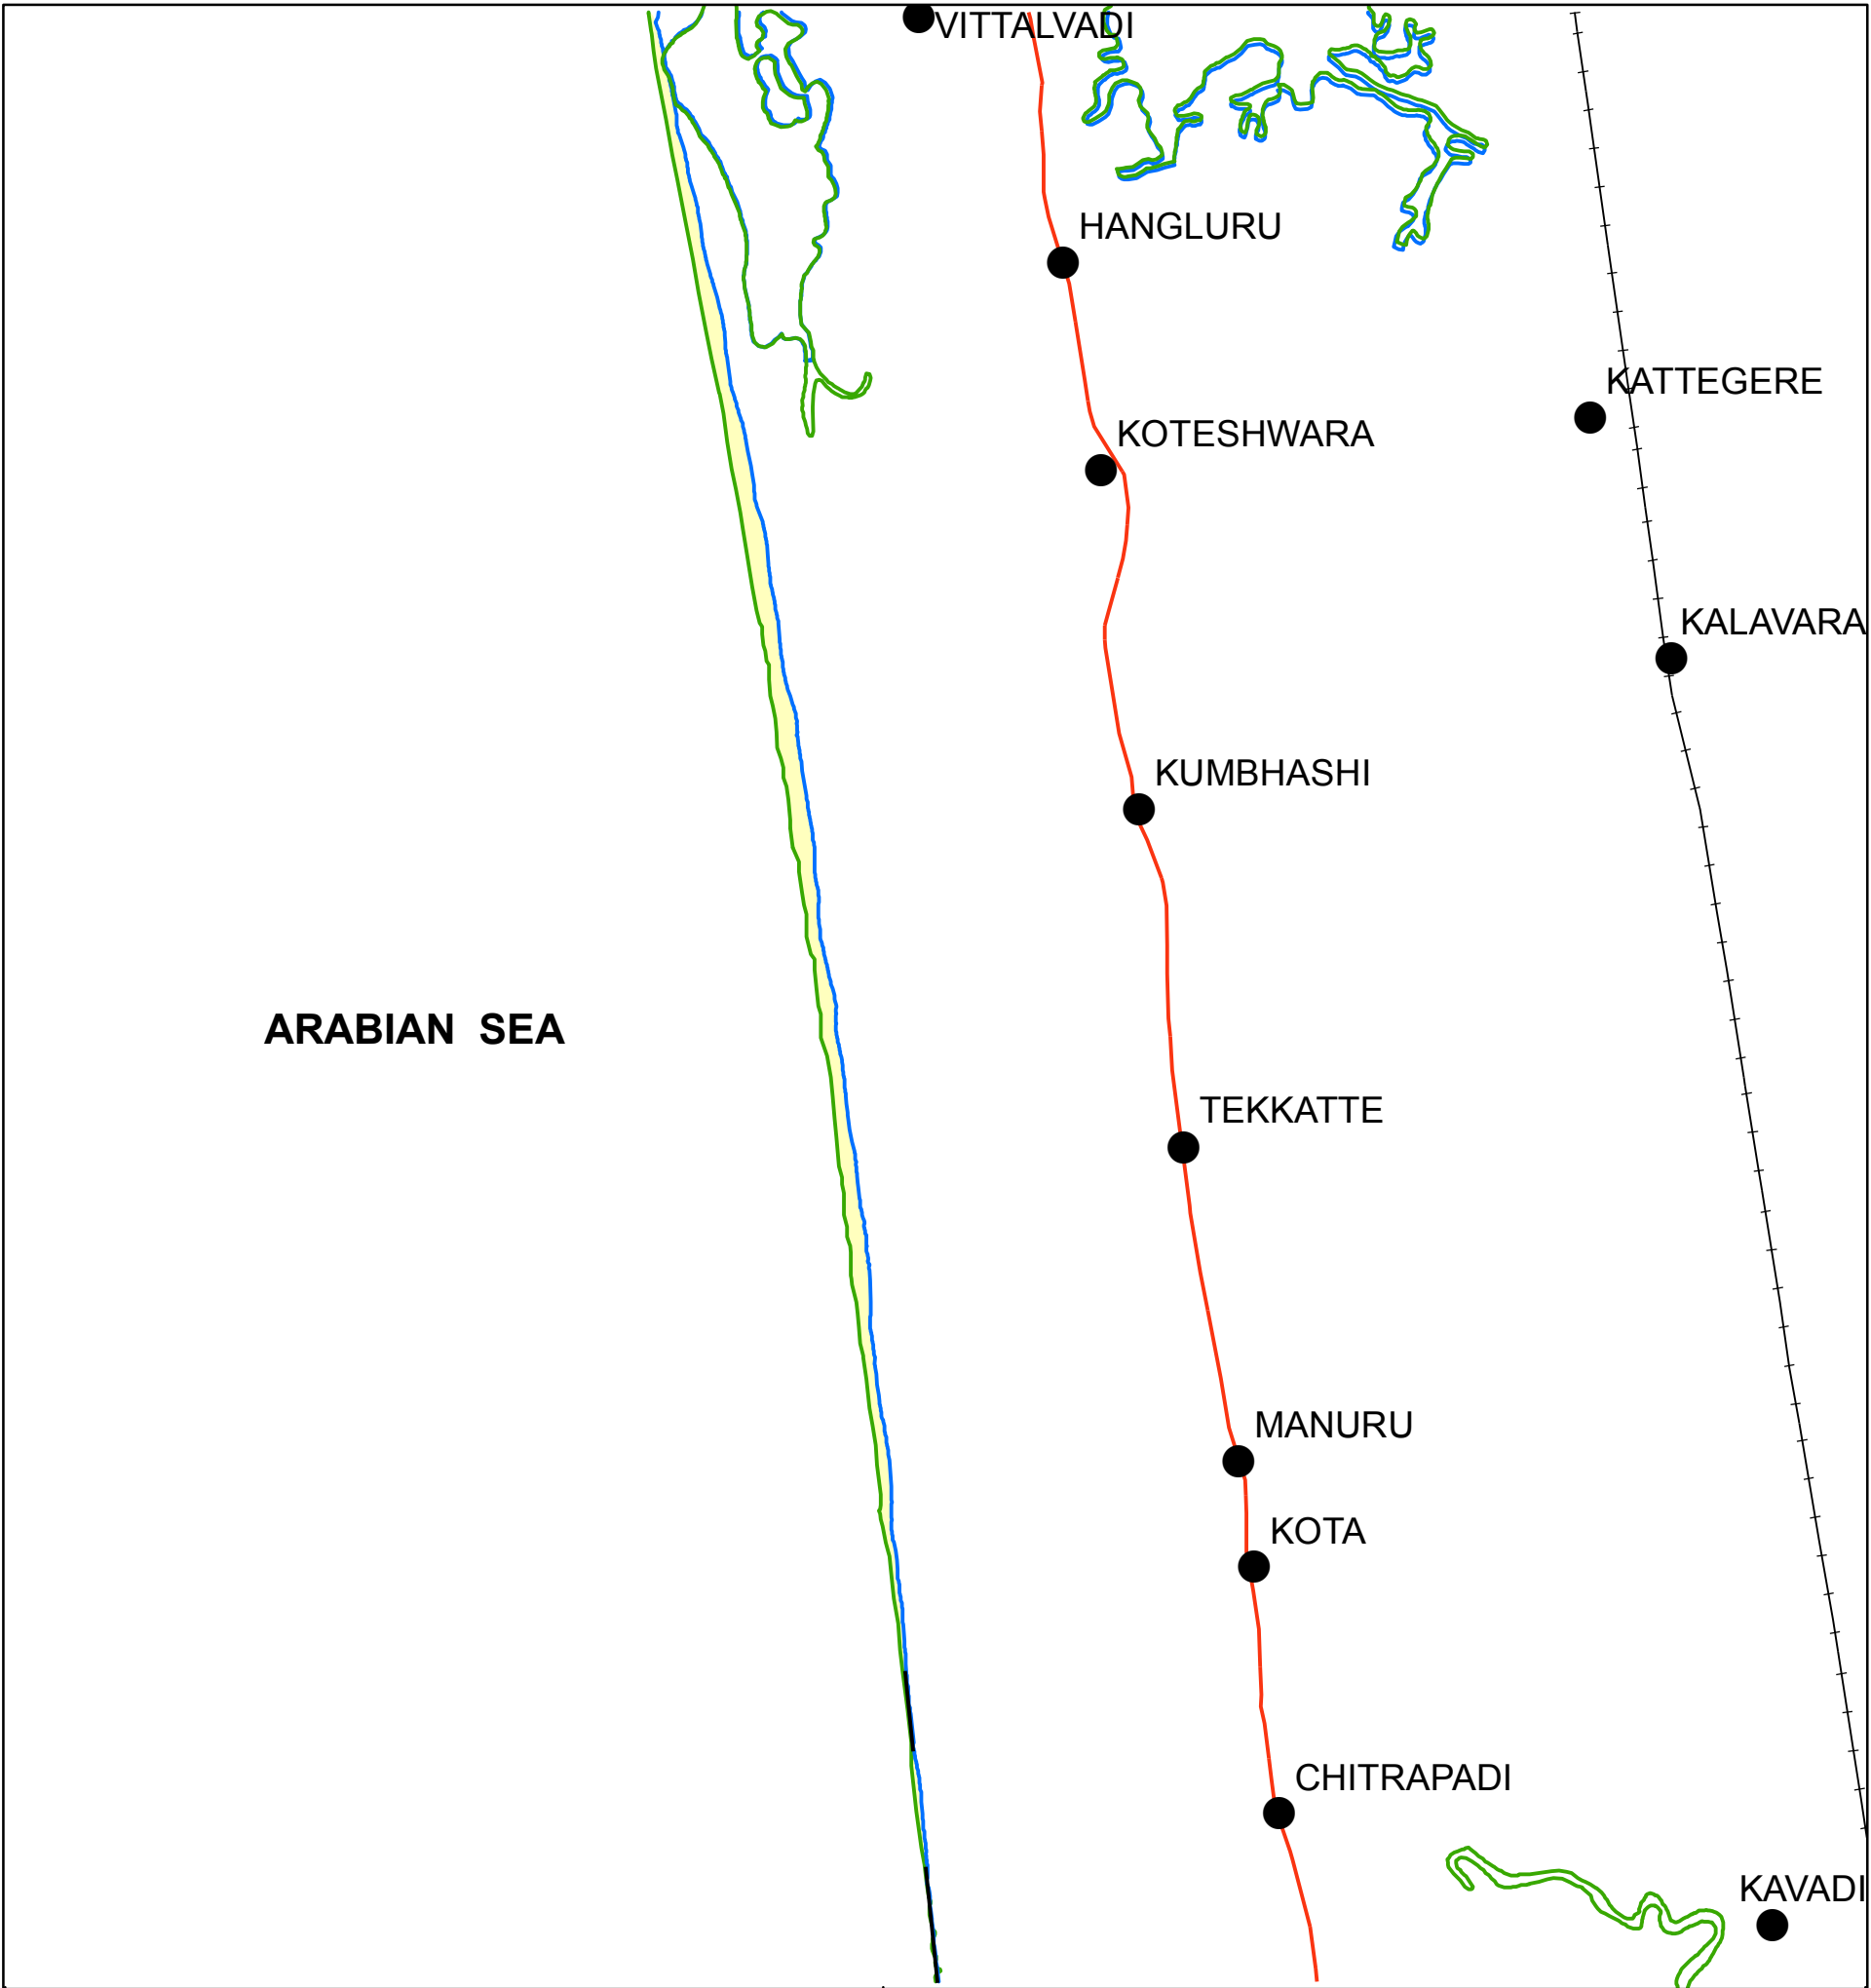 VITTALVADI
HANGLURU
KATTEGERE
KOTESHWARA
KALAVARA
KUMBHASHI
ARABIAN SEA
TEKKATTE
MANURU
KOTA
CHITRAPADI
KAVADI